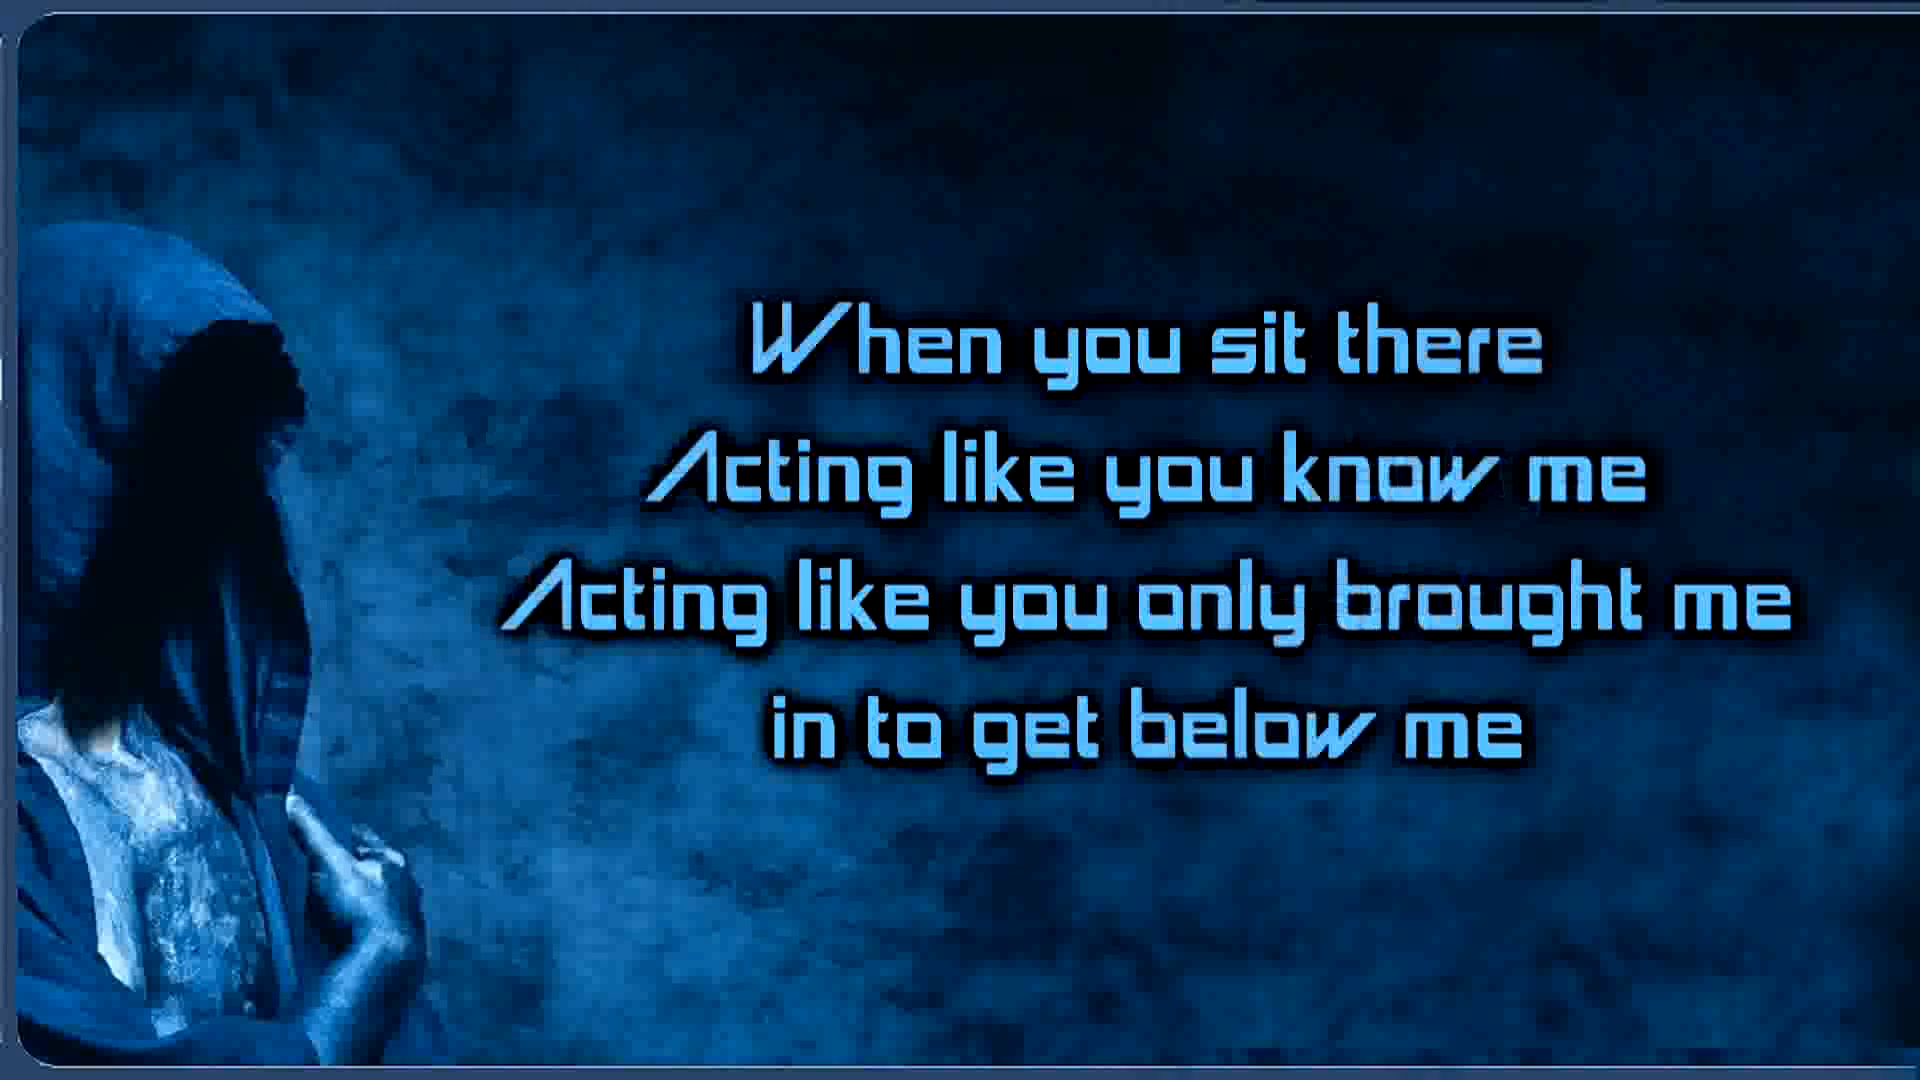 When you sit there
Acting like you know me
Acting like you only brought me
in to get below me